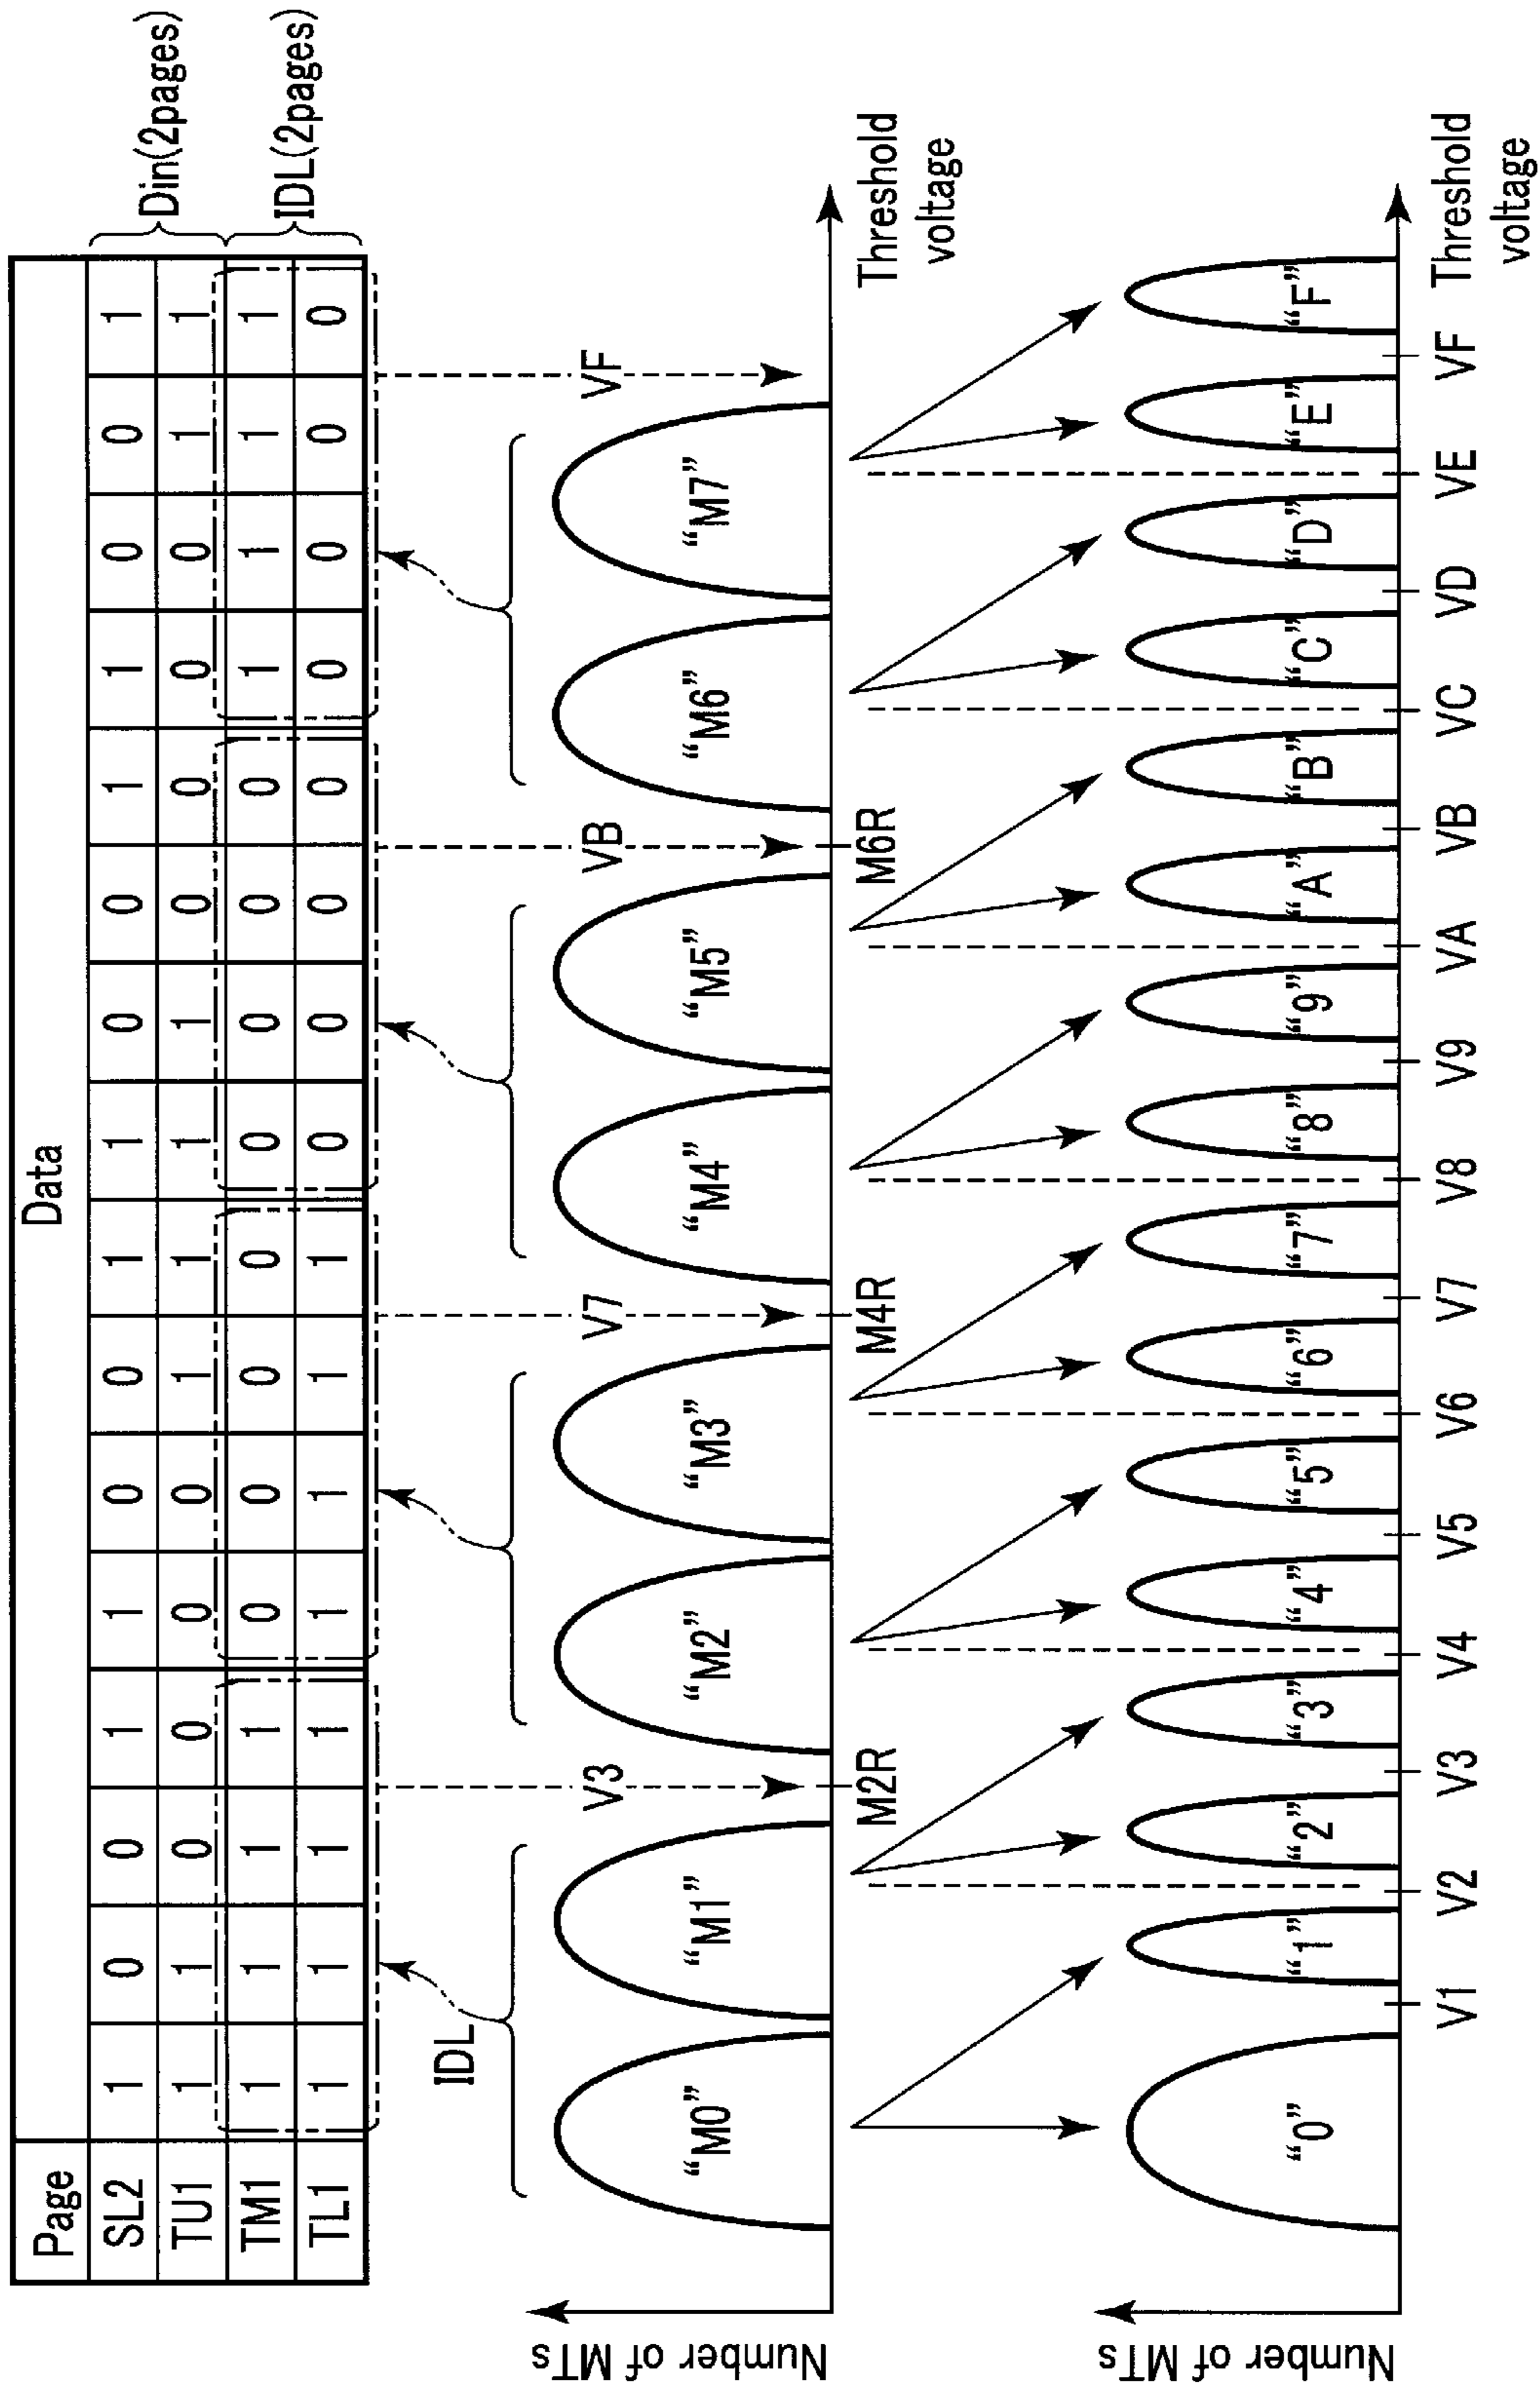 Page Data
SL2 1 0 0 1 1 0 0 1 1 0 0 1 1 0 0 1
TU1 1 1 0 0 0 0 1 1 1 1 0 0 0 0 1 1
Din(2pages)
TM1 1 1 1 1 0 0 0 0 0 0 0 0 1 1 1 1
TL1 1 1 1 1 1 1 1 1 0 0 0 0 0 0 0 0
IDL(2pages)
IDL
V3 V7 VB VF
Number of MTs
“M0” “M1” “M2” “M3” “M4” “M5” “M6” “M7”
M2R M4R M6R
Threshold
voltage
Number of MTs
“0” “1” “2” “3” “4” “5” “6” “7” “8” “9” “A” “B” “C” “D” “E” “F”
V1 V2 V3 V4 V5 V6 V7 V8 V9 VA VB VC VD VE VF
Threshold
voltage